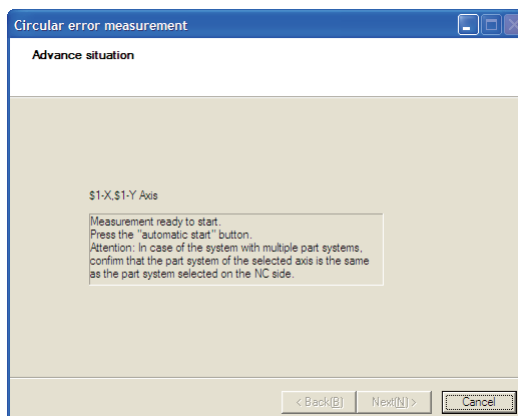 Circular error measurement
Advance situation
$1-X,$1-Y Axis
Measurement ready to start.
Press the "automatic start" button.
Attention: In case of the system with multiple part systems,
confirm that the part system of the selected axis is the same
as the part system selected on the NC side.
< Back(B) Next(N) > Cancel